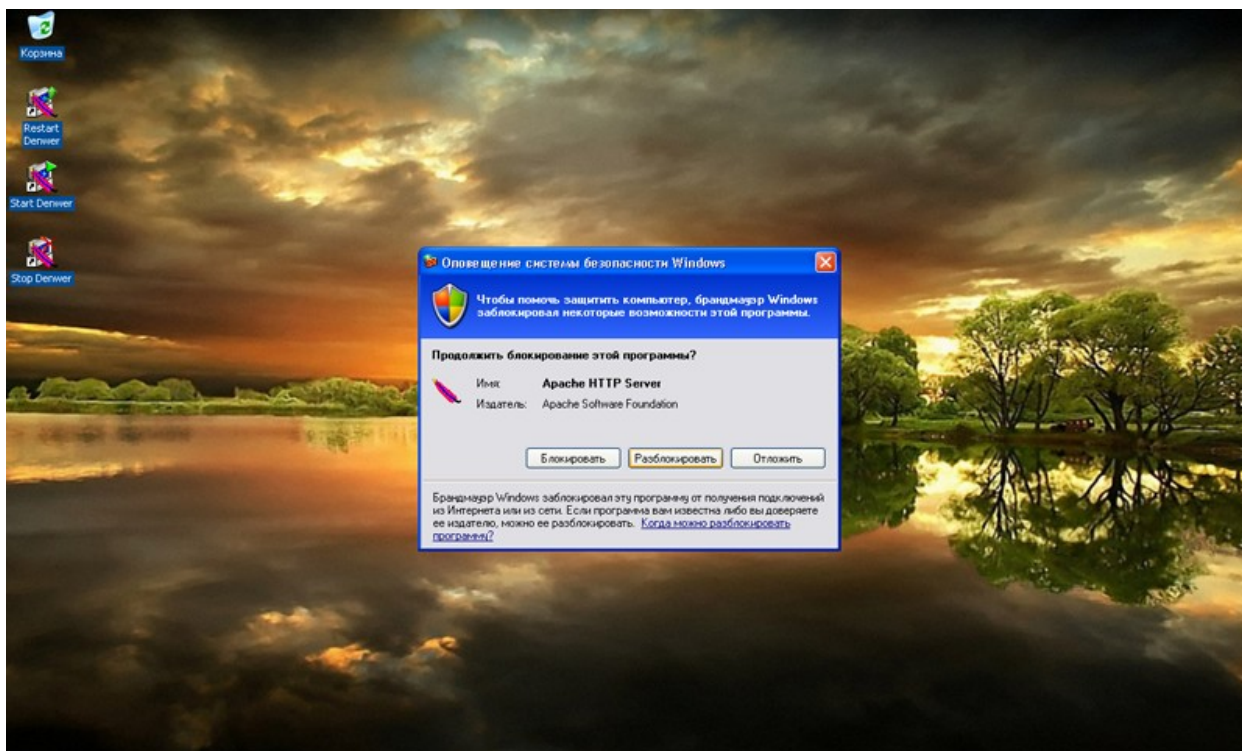 Корзина
Restart
Denwer
Start Denwer
Stop Denwer
Оповещение системы безопасности Windows
Чтобы помочь защитить компьютер, брандмауэр Windows
заблокировал некоторые возможности этой программы.
Продолжить блокирование этой программы?
Имя: Apache HTTP Server
Издатель: Apache Software Foundation
Блокировать Разблокировать Отложить
Брандмауэр Windows заблокировал эту программу от получения подключений
из Интернета или из сети. Если программа вам известна либо вы доверяете
ее издателю, можно ее разблокировать. Когда можно разблокировать
программу?